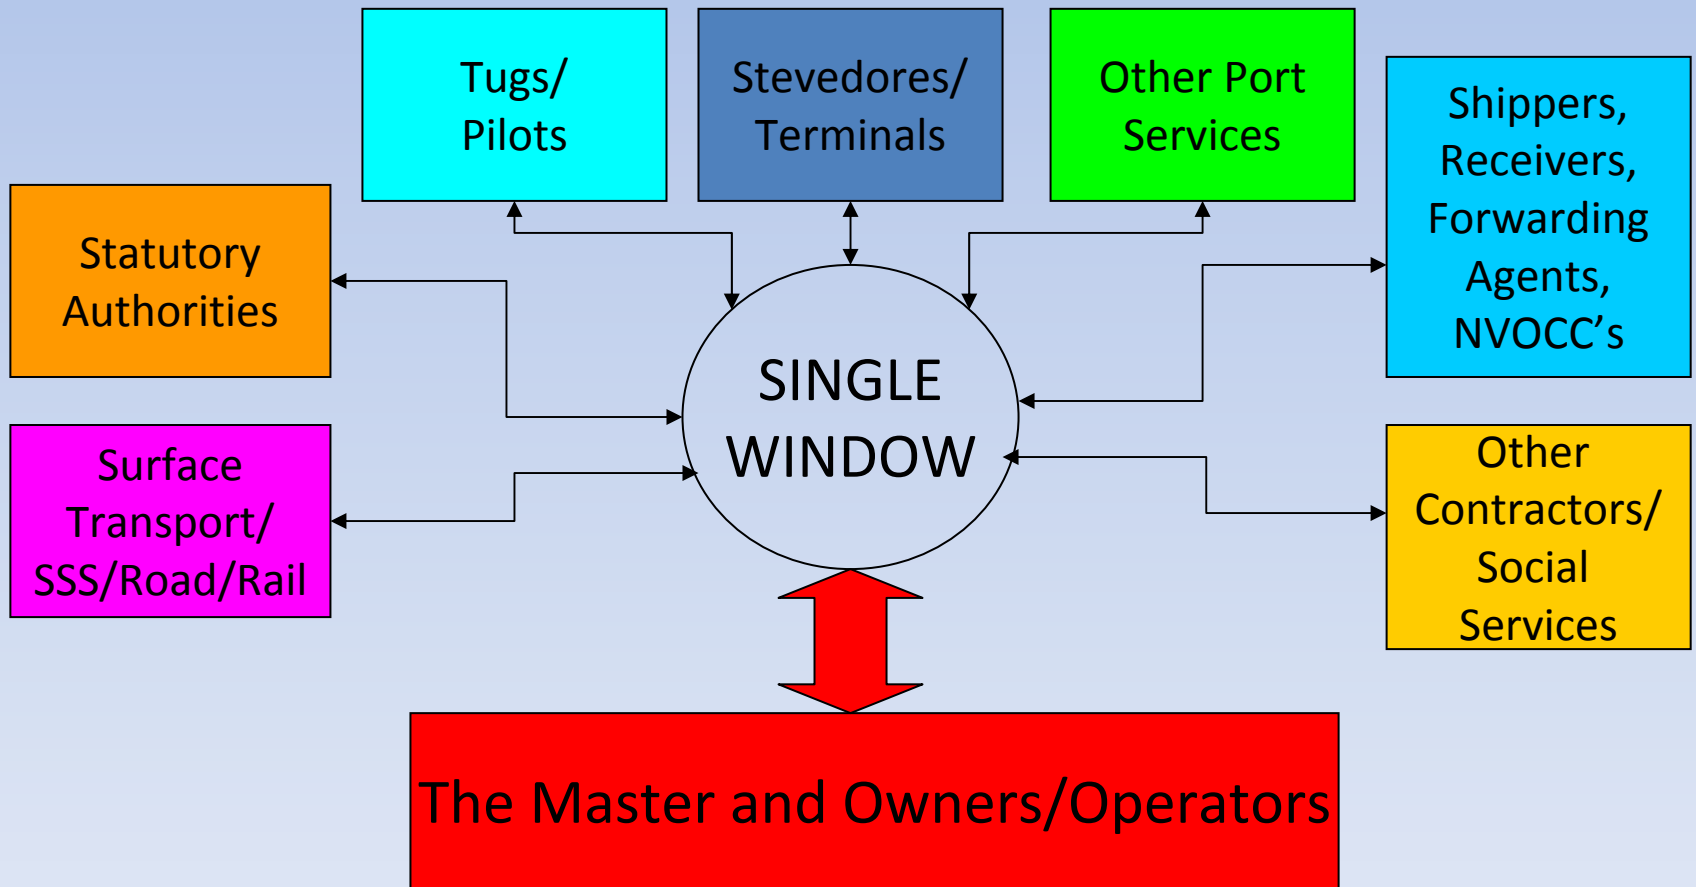 Tugs/
Pilots
Stevedores/
Terminals
Other Port
Services
Shippers,
Receivers,
Forwarding
Agents,
NVOCC’s
Statutory
Authorities
SINGLE
WINDOW
Surface
Transport/
SSS/Road/Rail
Other
Contractors/
Social
Services
The Master and Owners/Operators